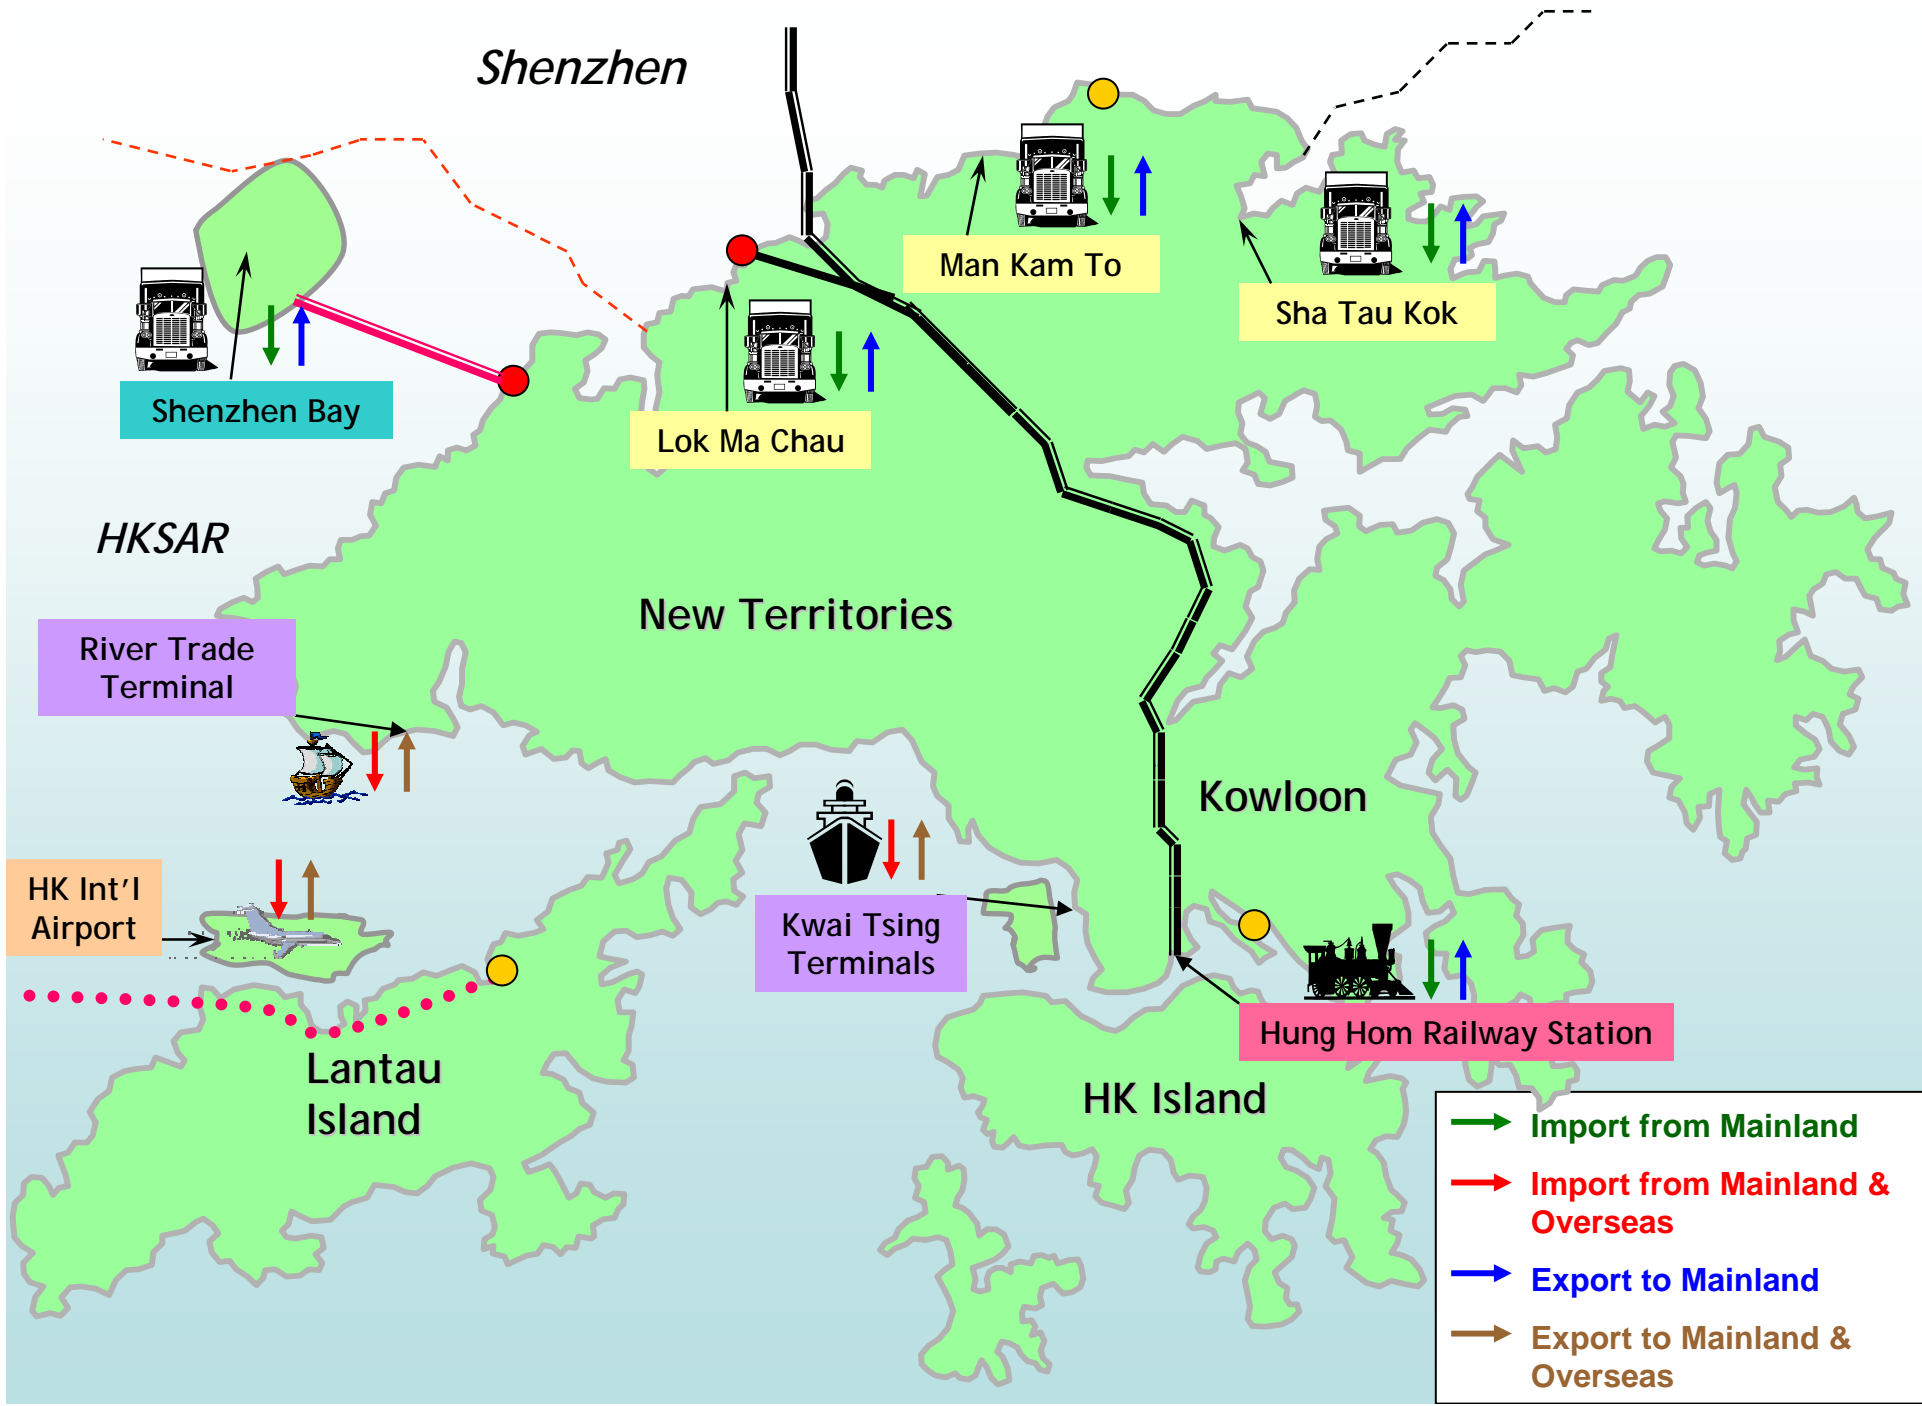 Shenzhen
Man Kam To
Sha Tau Kok
Shenzhen Bay
Lok Ma Chau
HKSAR
New Territories
River Trade
Terminal
Kowloon
HK Int'l
Airport
Kwai Tsing
Terminals
Hung Hom Railway Station
Lantau
Island
HK Island
Import from Mainland
Import from Mainland &
Overseas
Export to Mainland
Export to Mainland &
Overseas